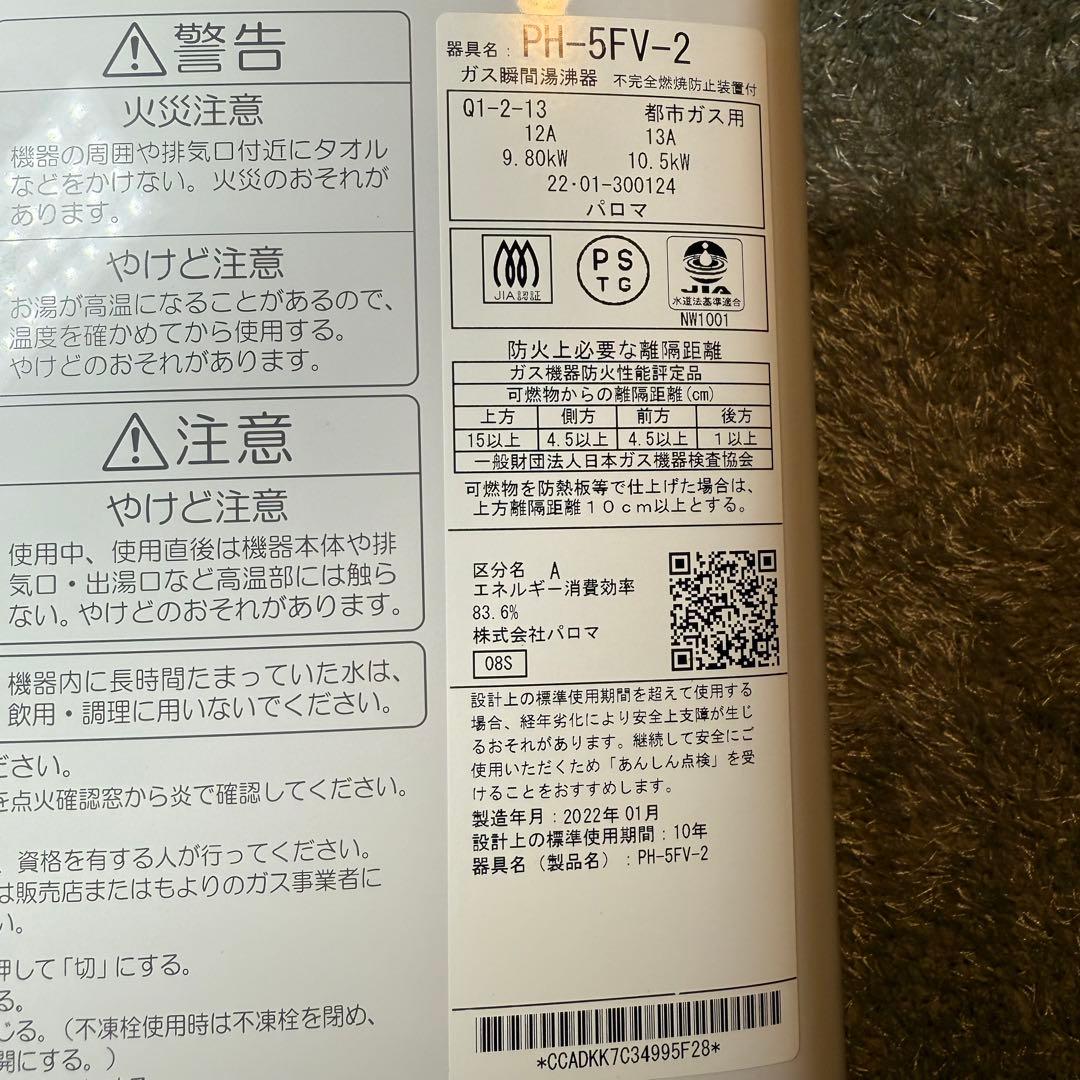 警告
火災注意
機器の周囲や排気口付近にタオル
などをかけない。火災のおそれが
あります。
やけど注意
お湯が高温になることがあるので、
温度を確かめてから使用する。
やけどのおそれがあります。
注意
やけど注意
使用中、使用直後は機器本体や排
気口・出湯口など高温部には触ら
ない。やけどのおそれがあります。
機器内に長時間たまっていた水は、
飲用・調理に用いないでください。
ださい。
を点火確認窓から炎で確認してください。
、資格を有する人が行ってください。
は販売店またはもよりのガス事業者に
い。
押して「切」にする。
る。
じる。（不凍栓使用時は不凍栓を閉め、
開にする。）
器具名：PH-5FV-2
ガス瞬間湯沸器 不完全燃焼防止装置付
Q1-2-13 都市ガス用
12A 13A
9.80kW 10.5kW
22・01-300124
パロマ
JIA認証
PS
TG
JIA
水道法基準適合
NW1001
防火上必要な離隔距離
ガス機器防火性能評定品
可燃物からの離隔距離(cm)
上方 側方 前方 後方
15以上 4.5以上 4.5以上 1以上
一般財団法人日本ガス機器検査協会
可燃物を防熱板等で仕上げた場合は、
上方離隔距離10cm以上とする。
区分名 A
エネルギー消費効率
83.6%
株式会社パロマ
08S
設計上の標準使用期間を超えて使用する
場合、経年劣化により安全上支障が生じ
るおそれがあります。継続して安全にご
使用いただくため「あんしん点検」を受
けることをおすすめします。
製造年月：2022年01月
設計上の標準使用期間：10年
器具名（製品名）：PH-5FV-2
*CCADKK7C34995F28*